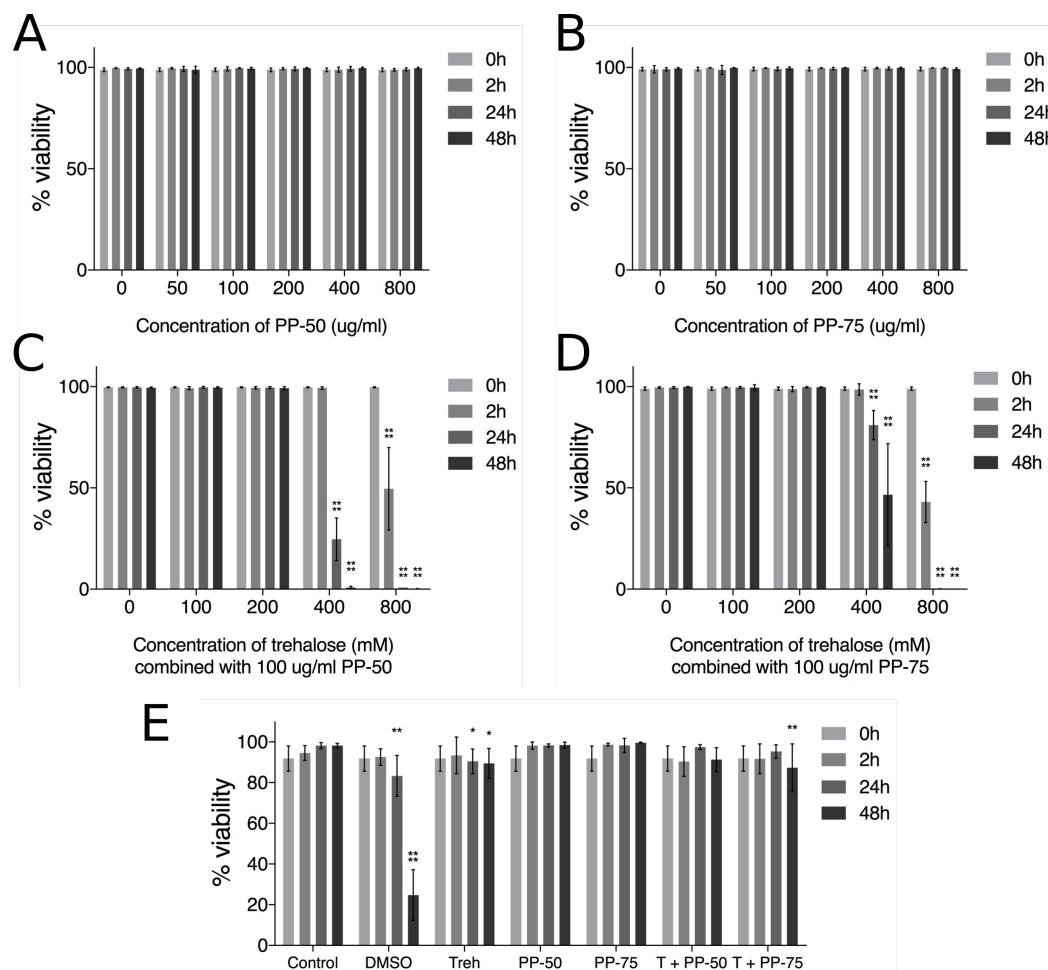 A
% viability
100
50
0
0h
2h
24h
48h
0 50 100 200 400 800
Concentration of PP-50 (ug/ml)
B
% viability
100
50
0
0h
2h
24h
48h
0 50 100 200 400 800
Concentration of PP-75 (ug/ml)
C
% viability
100
50
0
** **
** **
** **
** ** ** **
0h
2h
24h
48h
0 100 200 400 800
Concentration of trehalose (mM)
combined with 100 ug/ml PP-50
D
% viability
100
50
0
** **
** **
** **
** ** ** **
0h
2h
24h
48h
0 100 200 400 800
Concentration of trehalose (mM)
combined with 100 ug/ml PP-75
E
% viability
100
80
60
40
20
0
**
** **
* *
**
0h
2h
24h
48h
Control DMSO Treh PP-50 PP-75 T + PP-50 T + PP-75